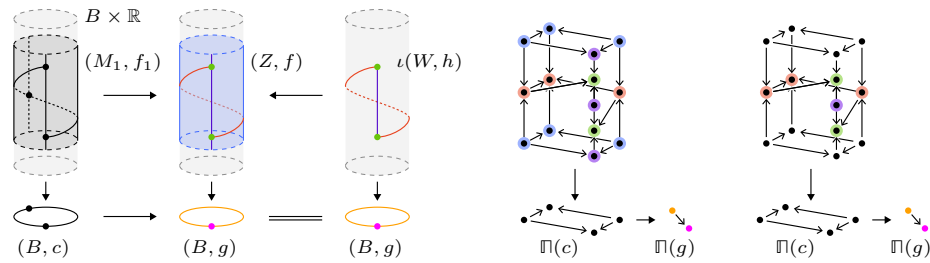 B × ℝ
(M₁, f₁) (Z, f) ι(W, h)
(B, c) (B, g) (B, g) 𝕡(c) 𝕡(g) 𝕡(c) 𝕡(g)